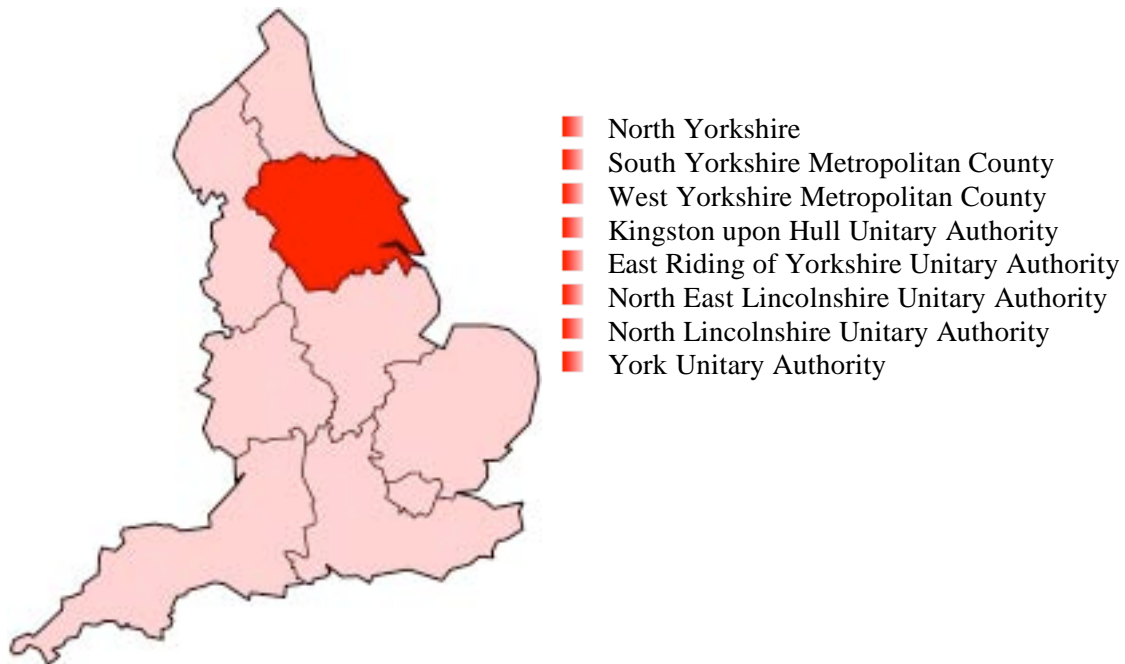 North Yorkshire
South Yorkshire Metropolitan County
West Yorkshire Metropolitan County
Kingston upon Hull Unitary Authority
East Riding of Yorkshire Unitary Authority
North East Lincolnshire Unitary Authority
North Lincolnshire Unitary Authority
York Unitary Authority